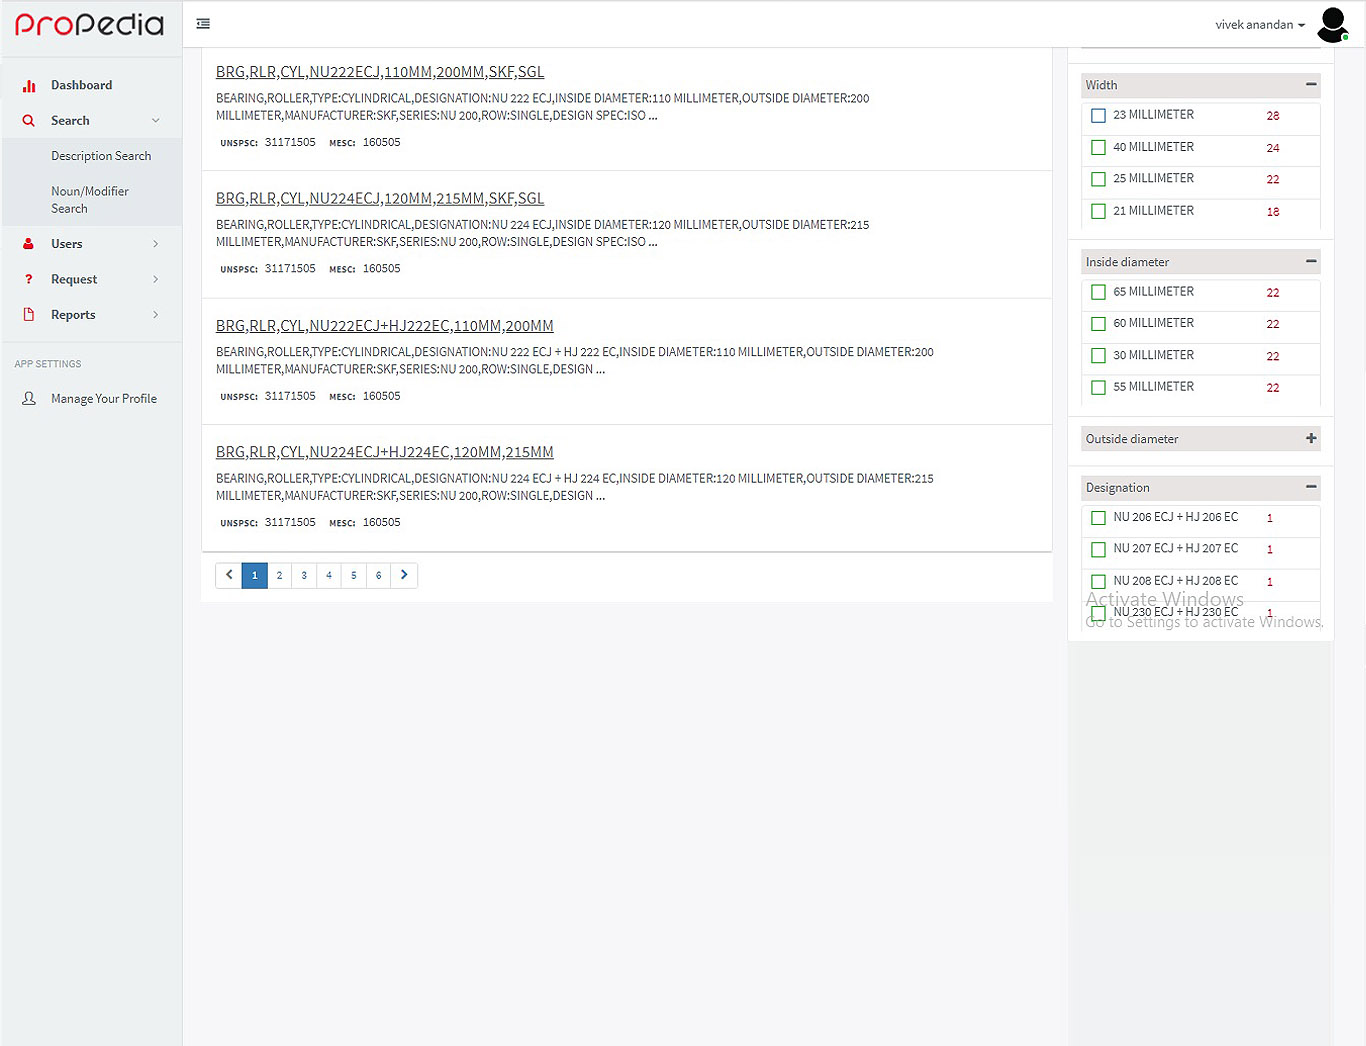 ProPedia
vivek anandan
Dashboard
Search
Description Search
Noun/Modifier
Search
Users
Request
Reports
APP SETTINGS
Manage Your Profile
BRG,RLR,CYL,NU222ECJ,110MM,200MM,SKF,SGL
BEARING,ROLLER,TYPE:CYLINDRICAL,DESIGNATION:NU 222 ECJ,INSIDE DIAMETER:110 MILLIMETER,OUTSIDE DIAMETER:200
MILLIMETER,MANUFACTURER:SKF,SERIES:NU 200,ROW:SINGLE,DESIGN SPEC:ISO ...
UNSPSC: 31171505 MESC: 160505
BRG,RLR,CYL,NU224ECJ,120MM,215MM,SKF,SGL
BEARING,ROLLER,TYPE:CYLINDRICAL,DESIGNATION:NU 224 ECJ,INSIDE DIAMETER:120 MILLIMETER,OUTSIDE DIAMETER:215
MILLIMETER,MANUFACTURER:SKF,SERIES:NU 200,ROW:SINGLE,DESIGN SPEC:ISO ...
UNSPSC: 31171505 MESC: 160505
BRG,RLR,CYL,NU222ECJ+HJ222EC,110MM,200MM
BEARING,ROLLER,TYPE:CYLINDRICAL,DESIGNATION:NU 222 ECJ + HJ 222 EC,INSIDE DIAMETER:110 MILLIMETER,OUTSIDE DIAMETER:200
MILLIMETER,MANUFACTURER:SKF,SERIES:NU 200,ROW:SINGLE,DESIGN ...
UNSPSC: 31171505 MESC: 160505
BRG,RLR,CYL,NU224ECJ+HJ224EC,120MM,215MM
BEARING,ROLLER,TYPE:CYLINDRICAL,DESIGNATION:NU 224 ECJ + HJ 224 EC,INSIDE DIAMETER:120 MILLIMETER,OUTSIDE DIAMETER:215
MILLIMETER,MANUFACTURER:SKF,SERIES:NU 200,ROW:SINGLE,DESIGN ...
UNSPSC: 31171505 MESC: 160505
1 2 3 4 5 6
Width
23 MILLIMETER 28
40 MILLIMETER 24
25 MILLIMETER 22
21 MILLIMETER 18
Inside diameter
65 MILLIMETER 22
60 MILLIMETER 22
30 MILLIMETER 22
55 MILLIMETER 22
Outside diameter
Designation
NU 206 ECJ + HJ 206 EC 1
NU 207 ECJ + HJ 207 EC 1
NU 208 ECJ + HJ 208 EC 1
Activate Windows
NU 230 ECJ + HJ 230 EC 1
Go to Settings to activate Windows.